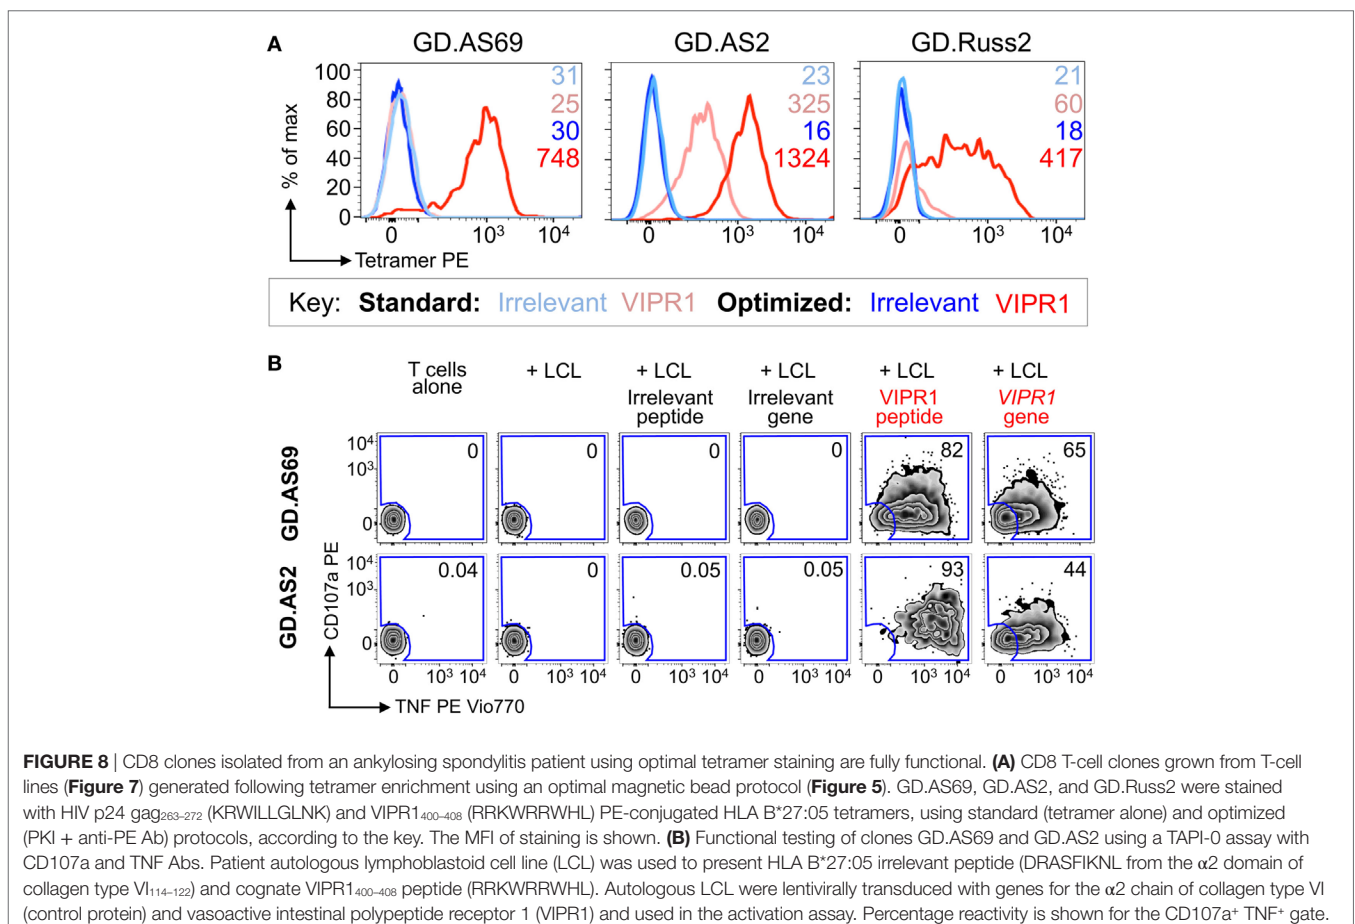 A
GD.AS69 GD.AS2 GD.Russ2
100 80 60 40 20 0
% of max
31 25 30 748
23 325 16 1324
21 60 18 417
0 10³ 10⁴ 0 10³ 10⁴ 0 10³ 10⁴
Tetramer PE
Key: Standard: Irrelevant VIPR1 Optimized: Irrelevant VIPR1
B
T cells alone
+ LCL
+ LCL Irrelevant peptide
+ LCL Irrelevant gene
+ LCL VIPR1 peptide
+ LCL VIPR1 gene
GD.AS69
10⁴ 10³ 0
0 0 0 0 82 65
GD.AS2
10⁴ 10³ 0
0.04 0 0.05 0.05 93 44
CD107a PE
0 10³ 10⁴ 0 10³ 10⁴ 0 10³ 10⁴ 0 10³ 10⁴ 0 10³ 10⁴ 0 10³ 10⁴
TNF PE Vio770
FIGURE 8 | CD8 clones isolated from an ankylosing spondylitis patient using optimal tetramer staining are fully functional. (A) CD8 T-cell clones grown from T-cell
lines (Figure 7) generated following tetramer enrichment using an optimal magnetic bead protocol (Figure 5). GD.AS69, GD.AS2, and GD.Russ2 were stained
with HIV p24 gag263–272 (KRWILLGLNK) and VIPR1400–408 (RRKWRRWHL) PE-conjugated HLA B*27:05 tetramers, using standard (tetramer alone) and optimized
(PKI + anti-PE Ab) protocols, according to the key. The MFI of staining is shown. (B) Functional testing of clones GD.AS69 and GD.AS2 using a TAPI-0 assay with
CD107a and TNF Abs. Patient autologous lymphoblastoid cell line (LCL) was used to present HLA B*27:05 irrelevant peptide (DRASFIKNL from the α2 domain of
collagen type VI114–122) and cognate VIPR1400–408 peptide (RRKWRRWHL). Autologous LCL were lentivirally transduced with genes for the α2 chain of collagen type VI
(control protein) and vasoactive intestinal polypeptide receptor 1 (VIPR1) and used in the activation assay. Percentage reactivity is shown for the CD107a⁺ TNF⁺ gate.